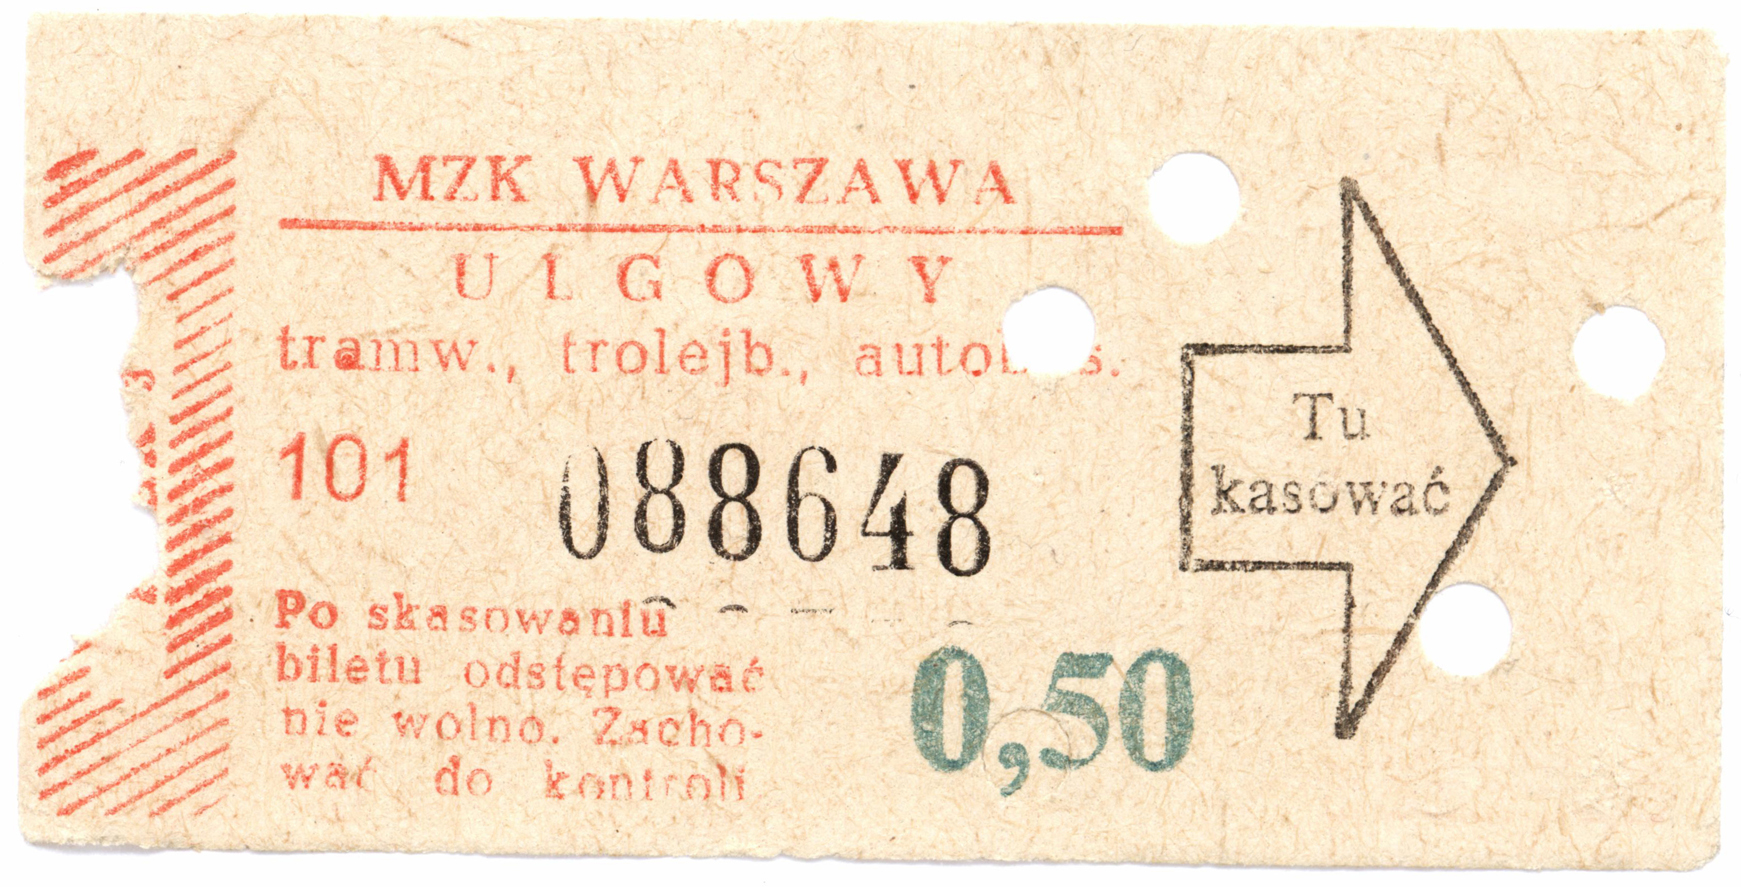 MZK WARSZAWA
ULGOWY
tramw., trolejb.,
101 088648
Tu
kasować
Po skasowaniu
biletu odstępować
nie wolno. Zacho-
wać do kontroli
0,50